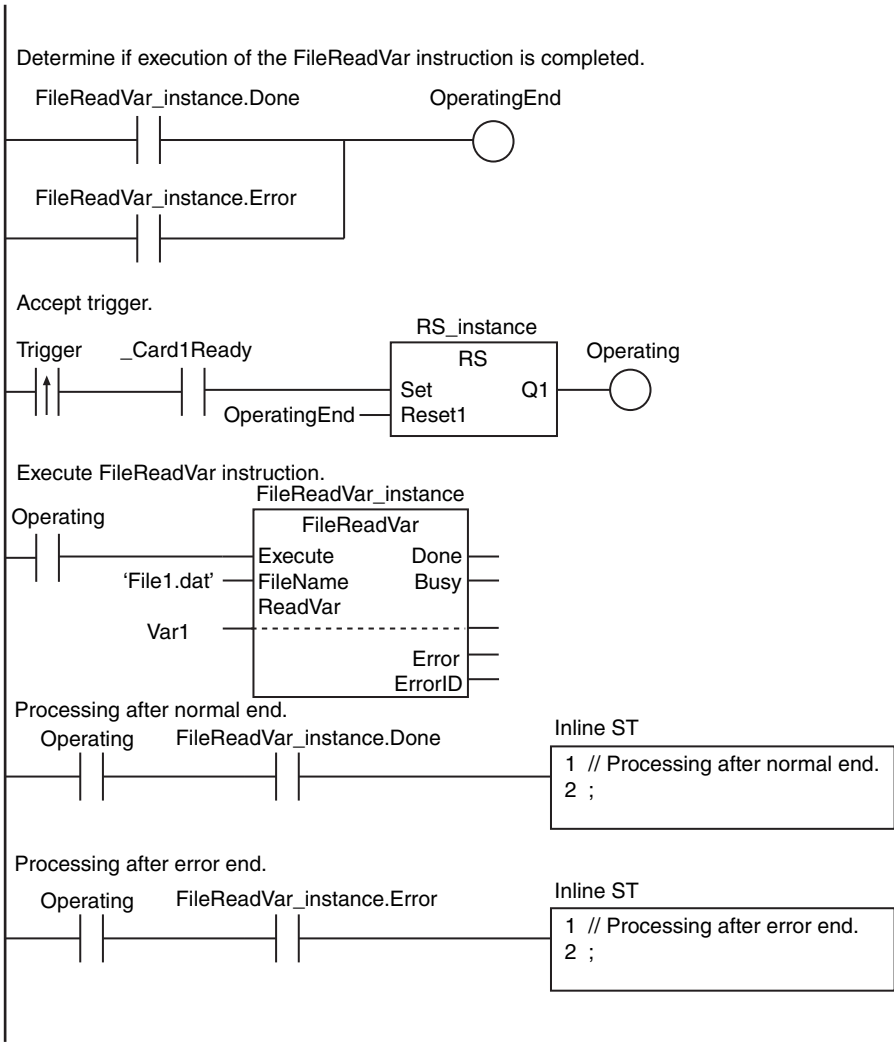 Determine if execution of the FileReadVar instruction is completed.
FileReadVar_instance.Done OperatingEnd
FileReadVar_instance.Error
Accept trigger.
RS_instance
Trigger _Card1Ready RS Operating
Set Q1
OperatingEnd Reset1
Execute FileReadVar instruction.
FileReadVar_instance
Operating FileReadVar
Execute Done
'File1.dat' FileName Busy
ReadVar
Var1
Error
ErrorID
Processing after normal end.
Operating FileReadVar_instance.Done Inline ST
1 // Processing after normal end.
2 ;
Processing after error end.
Operating FileReadVar_instance.Error Inline ST
1 // Processing after error end.
2 ;